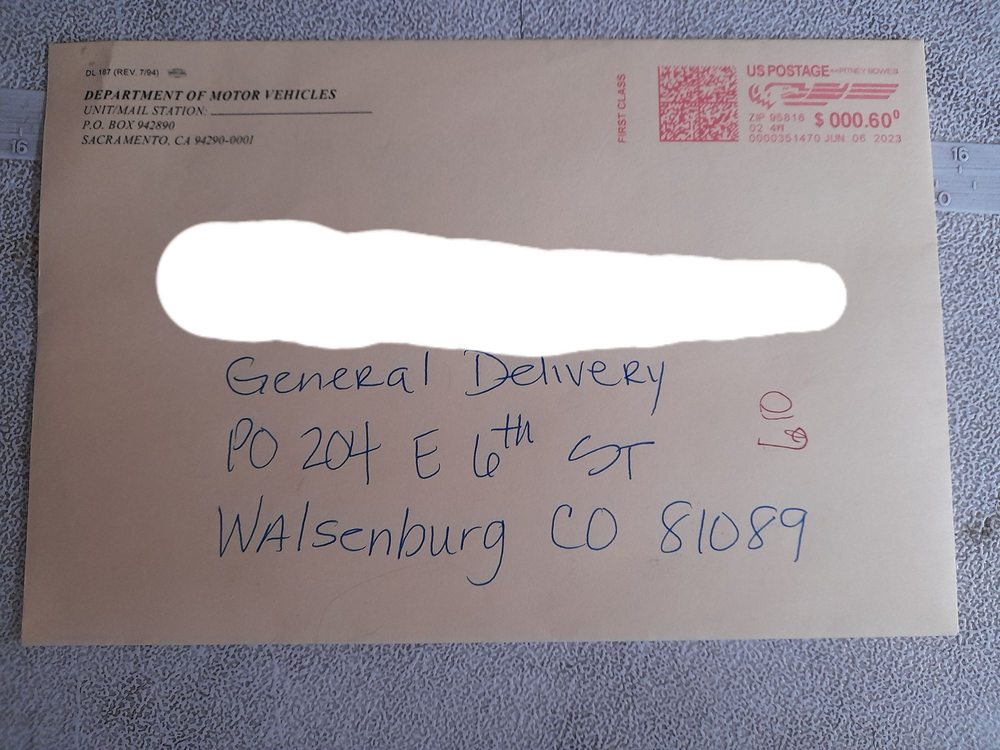 DL 187 (REV. 7/94)
DEPARTMENT OF MOTOR VEHICLES
UNIT/MAIL STATION:
P.O. BOX 942890
SACRAMENTO, CA 94290-0001
FIRST CLASS
US POSTAGE PITNEY BOWES
ZIP 95818 $ 000.60⁰
02 4W
0000351470 JUN 06 2023
General Delivery
PO 204 E 6th ST
Walsenburg CO 81089
6/10
16
16